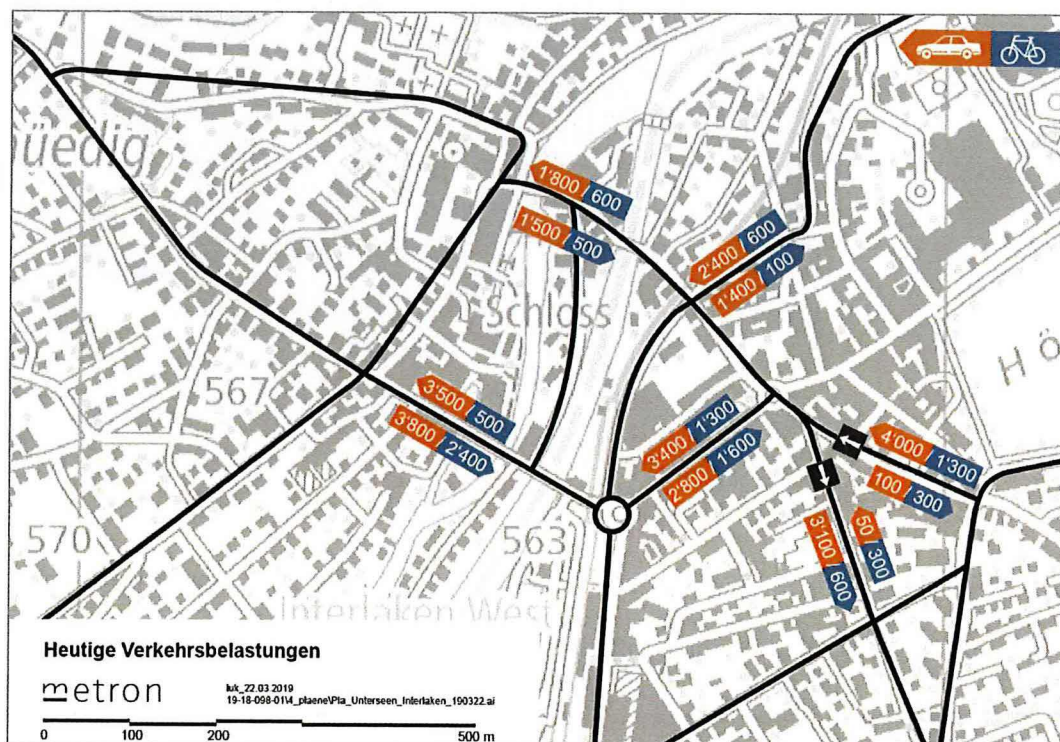 üedig
1'800 / 600
1'500 / 500
2'400 / 600
1'400 / 100
Schloss
H ö
567
3'500 / 500
3'800 / 2'400
3'400 / 1'300
2'800 / 1'600
4'000 / 1'300
100 / 300
570
563
3'100 / 600
50 / 300
Interlaken West
Heutige Verkehrsbelastungen
metron
luk_22.03 2019
19-18-098-01\4_plaene\Pla_Unterseen_Interlaken_190322.ai
0 100 200 500 m